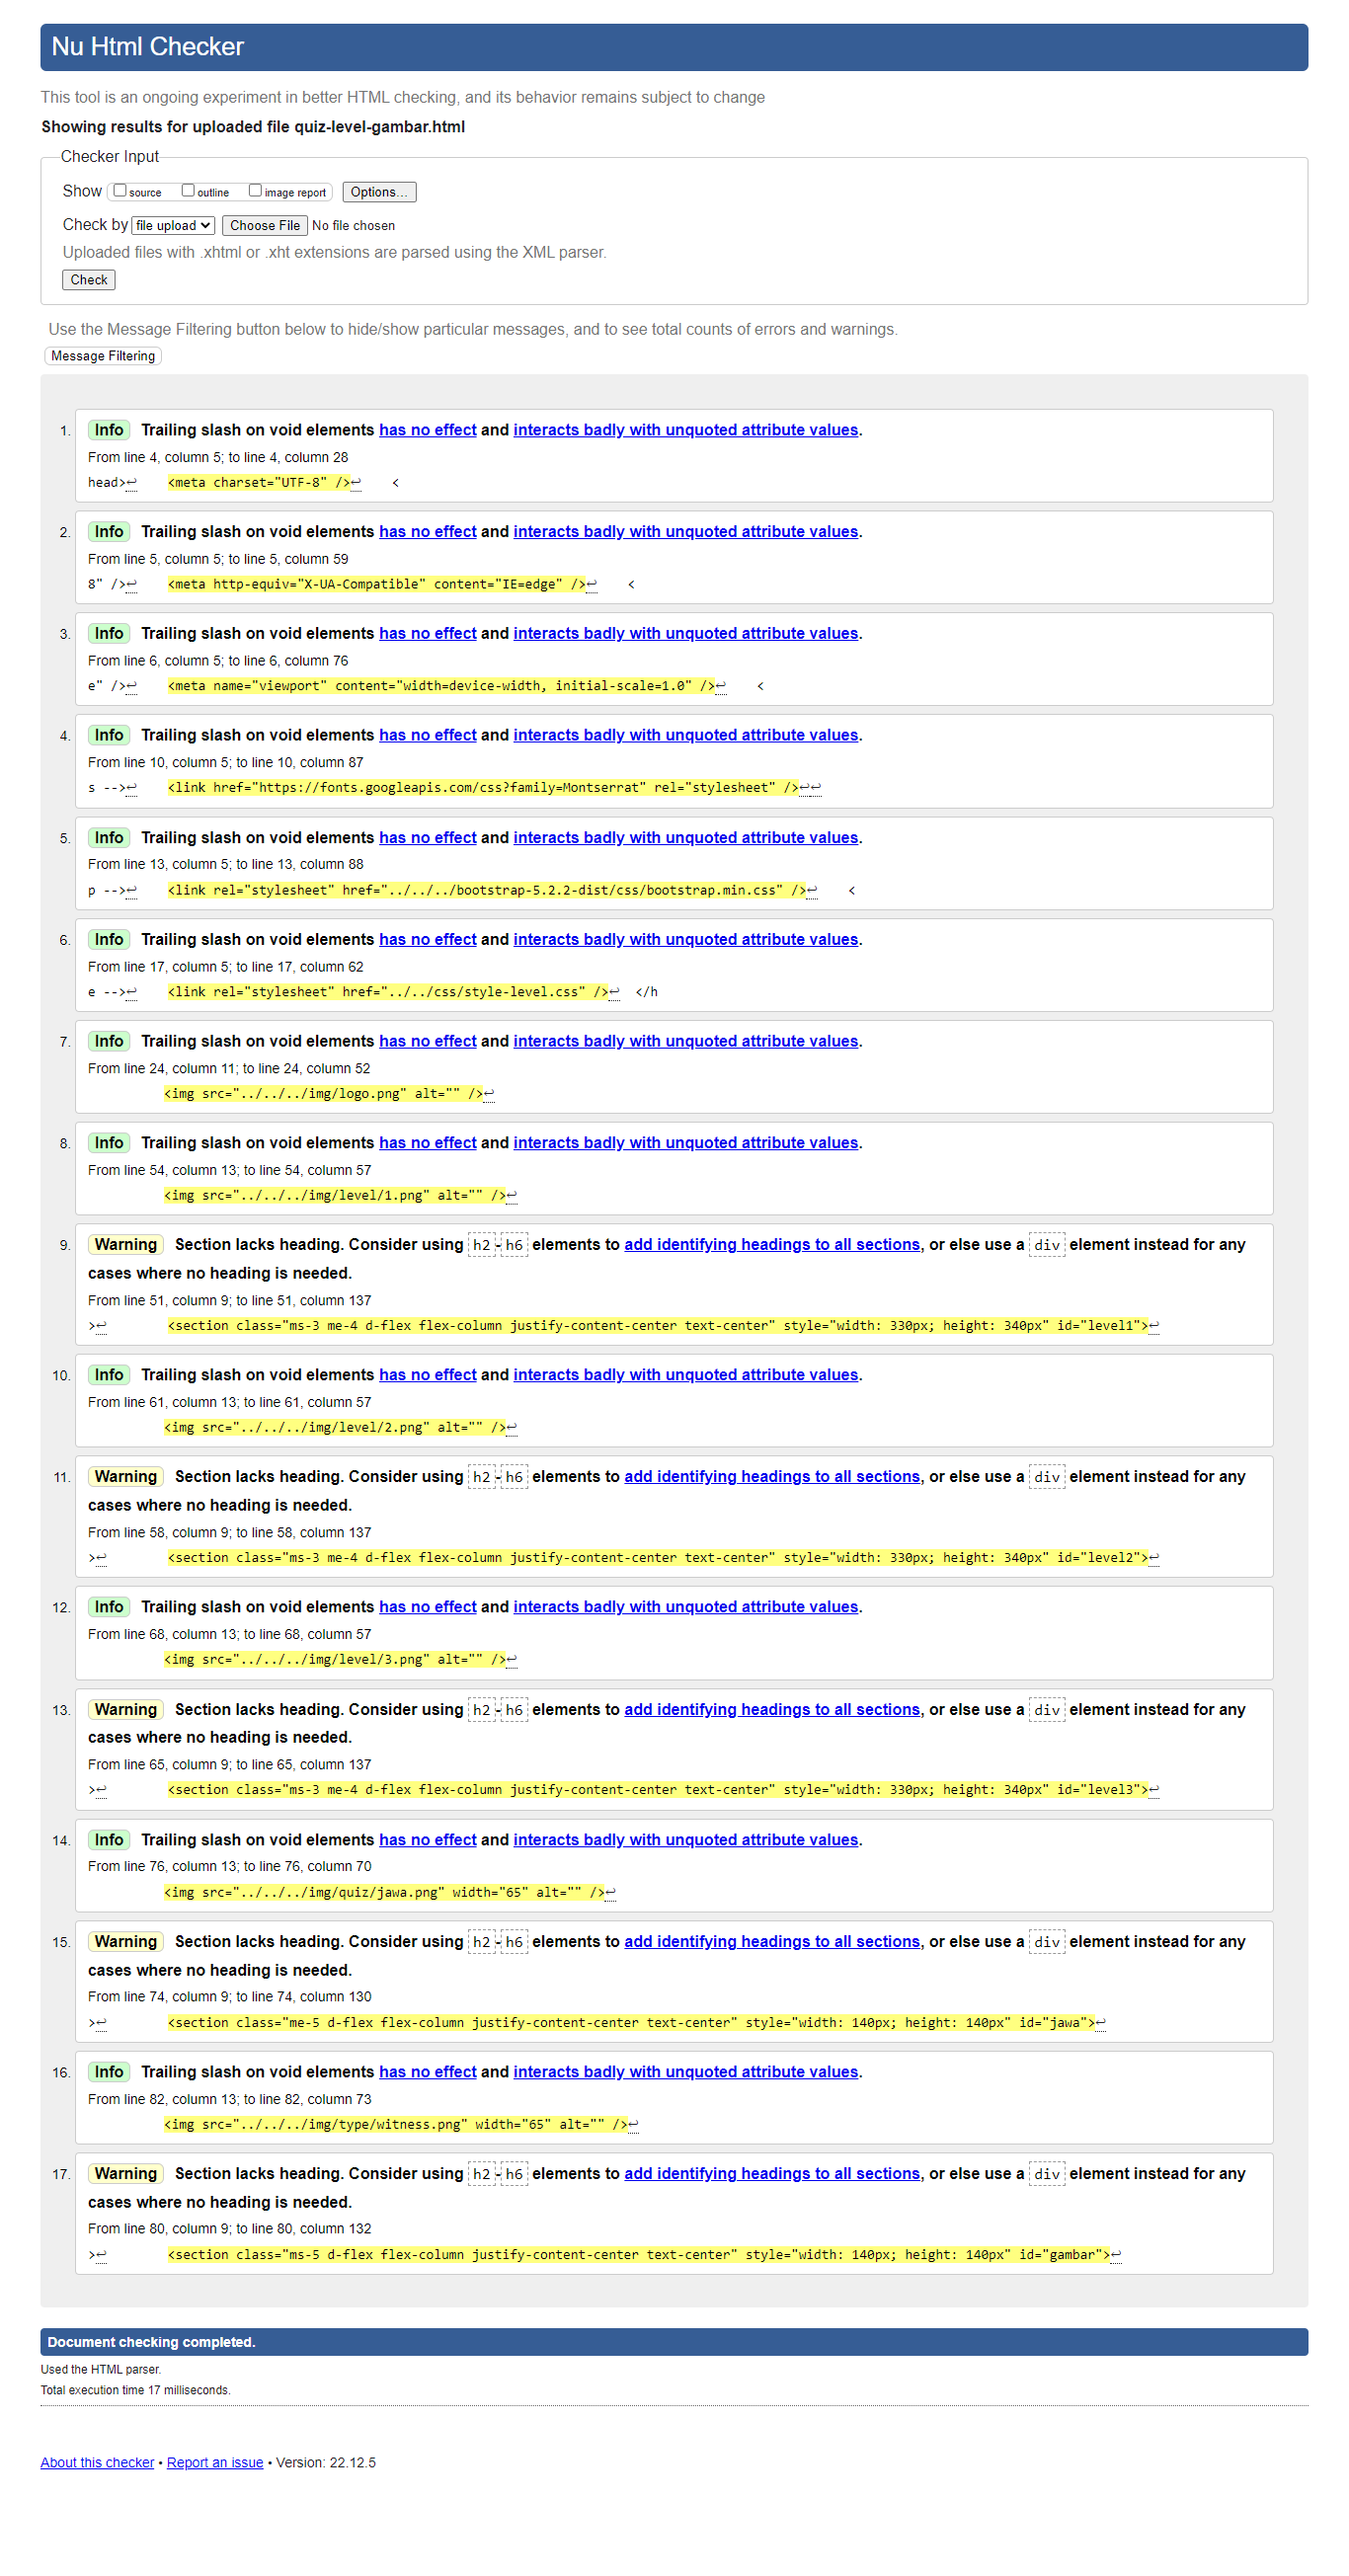 Nu Html Checker
This tool is an ongoing experiment in better HTML checking, and its behavior remains subject to change
Showing results for uploaded file quiz-level-gambar.html
Checker Input
Show source outline image report Options...
Check by file upload Choose File No file chosen
Uploaded files with .xhtml or .xht extensions are parsed using the XML parser.
Check
Use the Message Filtering button below to hide/show particular messages, and to see total counts of errors and warnings.
Message Filtering
1. Info Trailing slash on void elements has no effect and interacts badly with unquoted attribute values.
From line 4, column 5; to line 4, column 28
head>↩ <meta charset="UTF-8" />↩ <
2. Info Trailing slash on void elements has no effect and interacts badly with unquoted attribute values.
From line 5, column 5; to line 5, column 59
8" />↩ <meta http-equiv="X-UA-Compatible" content="IE=edge" />↩ <
3. Info Trailing slash on void elements has no effect and interacts badly with unquoted attribute values.
From line 6, column 5; to line 6, column 76
e" />↩ <meta name="viewport" content="width=device-width, initial-scale=1.0" />↩ <
4. Info Trailing slash on void elements has no effect and interacts badly with unquoted attribute values.
From line 10, column 5; to line 10, column 87
s -->↩ <link href="https://fonts.googleapis.com/css?family=Montserrat" rel="stylesheet" />↩↩
5. Info Trailing slash on void elements has no effect and interacts badly with unquoted attribute values.
From line 13, column 5; to line 13, column 88
p -->↩ <link rel="stylesheet" href="../../../bootstrap-5.2.2-dist/css/bootstrap.min.css" />↩ <
6. Info Trailing slash on void elements has no effect and interacts badly with unquoted attribute values.
From line 17, column 5; to line 17, column 62
e -->↩ <link rel="stylesheet" href="../../css/style-level.css" />↩ </h
7. Info Trailing slash on void elements has no effect and interacts badly with unquoted attribute values.
From line 24, column 11; to line 24, column 52
<img src="../../../img/logo.png" alt="" />↩
8. Info Trailing slash on void elements has no effect and interacts badly with unquoted attribute values.
From line 54, column 13; to line 54, column 57
<img src="../../../img/level/1.png" alt="" />↩
9. Warning Section lacks heading. Consider using h2-h6 elements to add identifying headings to all sections, or else use a div element instead for any
cases where no heading is needed.
From line 51, column 9; to line 51, column 137
>↩ <section class="ms-3 me-4 d-flex flex-column justify-content-center text-center" style="width: 330px; height: 340px" id="level1">↩
10. Info Trailing slash on void elements has no effect and interacts badly with unquoted attribute values.
From line 61, column 13; to line 61, column 57
<img src="../../../img/level/2.png" alt="" />↩
11. Warning Section lacks heading. Consider using h2-h6 elements to add identifying headings to all sections, or else use a div element instead for any
cases where no heading is needed.
From line 58, column 9; to line 58, column 137
>↩ <section class="ms-3 me-4 d-flex flex-column justify-content-center text-center" style="width: 330px; height: 340px" id="level2">↩
12. Info Trailing slash on void elements has no effect and interacts badly with unquoted attribute values.
From line 68, column 13; to line 68, column 57
<img src="../../../img/level/3.png" alt="" />↩
13. Warning Section lacks heading. Consider using h2-h6 elements to add identifying headings to all sections, or else use a div element instead for any
cases where no heading is needed.
From line 65, column 9; to line 65, column 137
>↩ <section class="ms-3 me-4 d-flex flex-column justify-content-center text-center" style="width: 330px; height: 340px" id="level3">↩
14. Info Trailing slash on void elements has no effect and interacts badly with unquoted attribute values.
From line 76, column 13; to line 76, column 70
<img src="../../../img/quiz/jawa.png" width="65" alt="" />↩
15. Warning Section lacks heading. Consider using h2-h6 elements to add identifying headings to all sections, or else use a div element instead for any
cases where no heading is needed.
From line 74, column 9; to line 74, column 130
>↩ <section class="me-5 d-flex flex-column justify-content-center text-center" style="width: 140px; height: 140px" id="jawa">↩
16. Info Trailing slash on void elements has no effect and interacts badly with unquoted attribute values.
From line 82, column 13; to line 82, column 73
<img src="../../../img/type/witness.png" width="65" alt="" />↩
17. Warning Section lacks heading. Consider using h2-h6 elements to add identifying headings to all sections, or else use a div element instead for any
cases where no heading is needed.
From line 80, column 9; to line 80, column 132
>↩ <section class="ms-5 d-flex flex-column justify-content-center text-center" style="width: 140px; height: 140px" id="gambar">↩
Document checking completed.
Used the HTML parser.
Total execution time 17 milliseconds.
About this checker • Report an issue • Version: 22.12.5